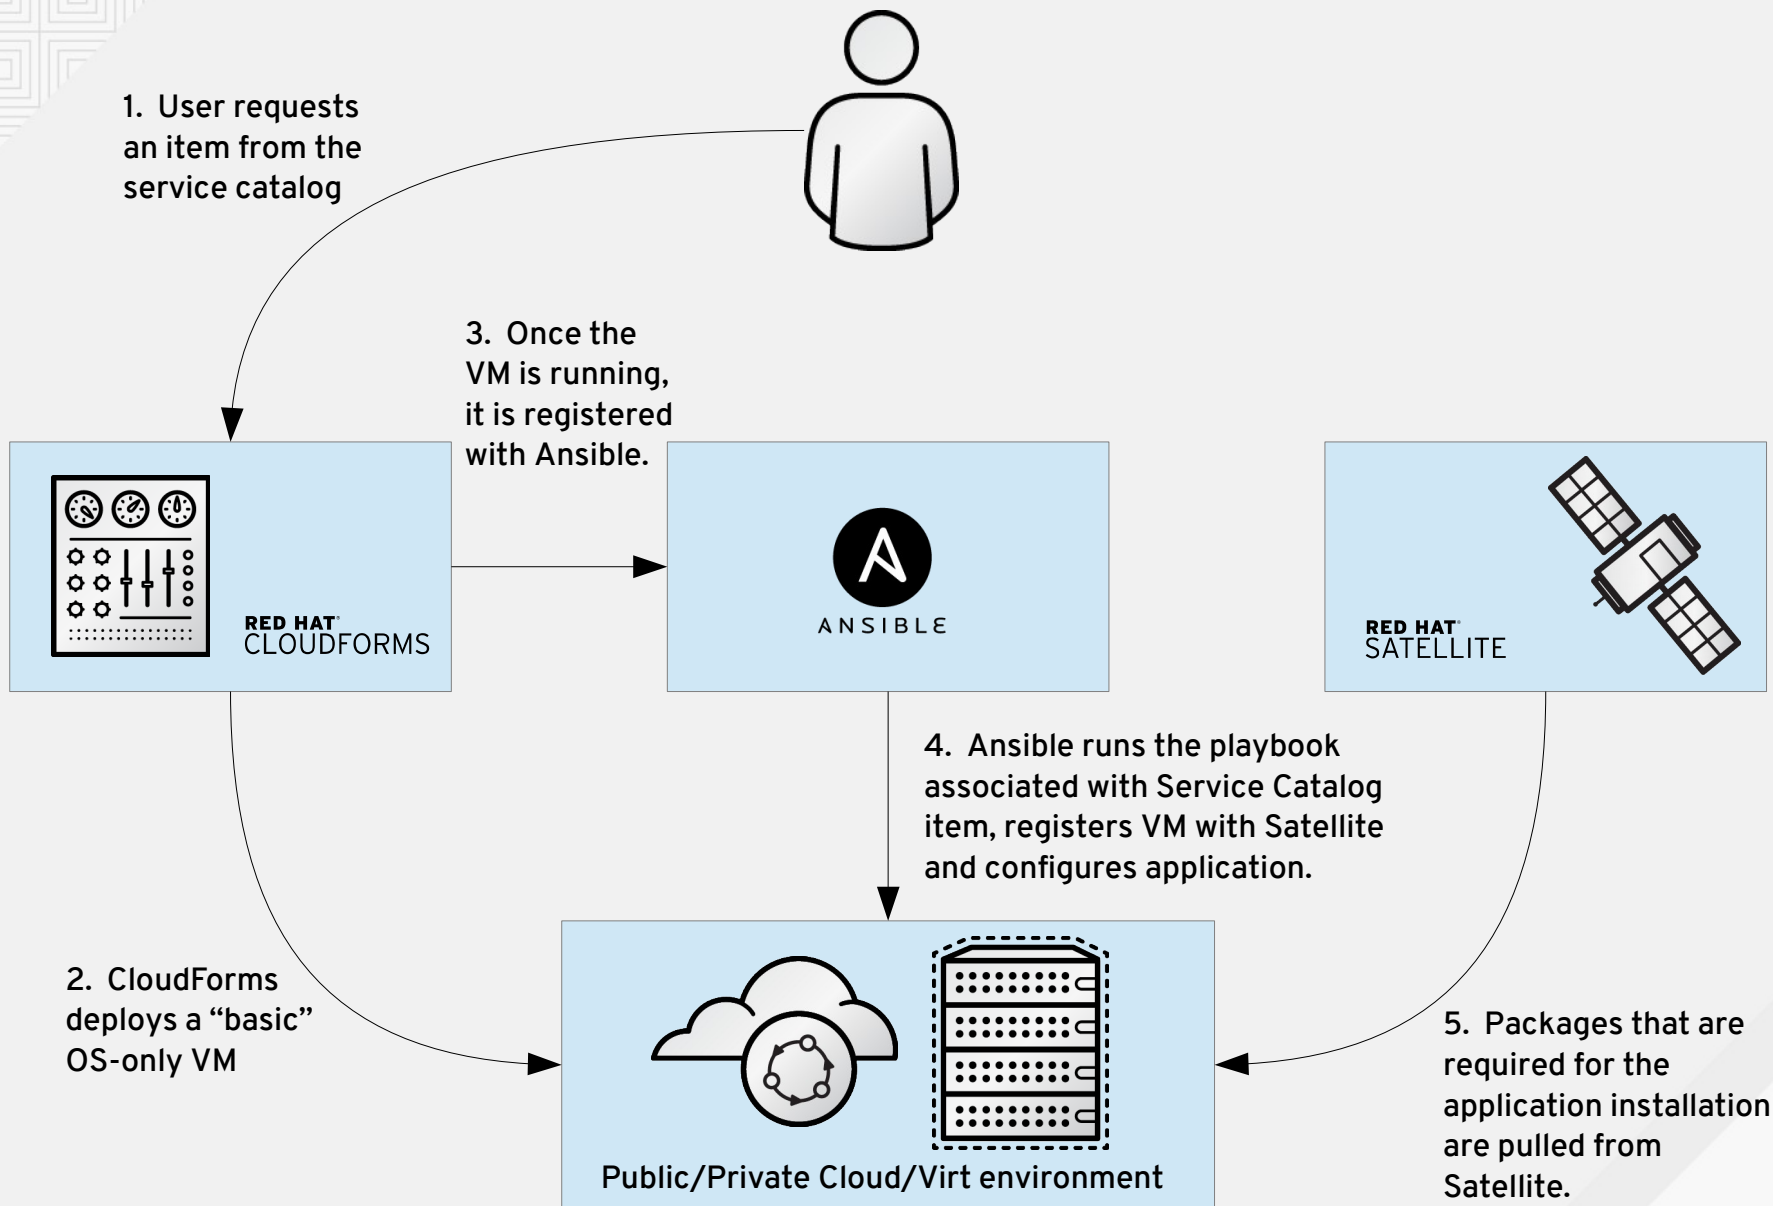 1. User requests
an item from the
service catalog
3. Once the
VM is running,
it is registered
with Ansible.
RED HAT®
CLOUDFORMS
ANSIBLE
RED HAT®
SATELLITE
4. Ansible runs the playbook
associated with Service Catalog
item, registers VM with Satellite
and configures application.
2. CloudForms
deploys a “basic”
OS-only VM
5. Packages that are
required for the
application installation
are pulled from
Satellite.
Public/Private Cloud/Virt environment